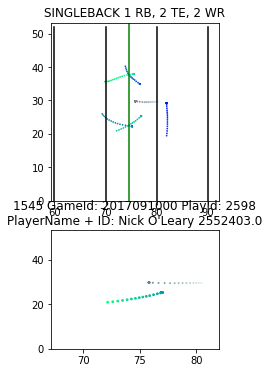 SINGLEBACK 1 RB, 2 TE, 2 WR
50
40
30
20
10
0
60 70 80 90
1545 GameId: 2017091000 PlayId: 2598
PlayerName + ID: Nick O'Leary 2552403.0
40
20
0
70 75 80